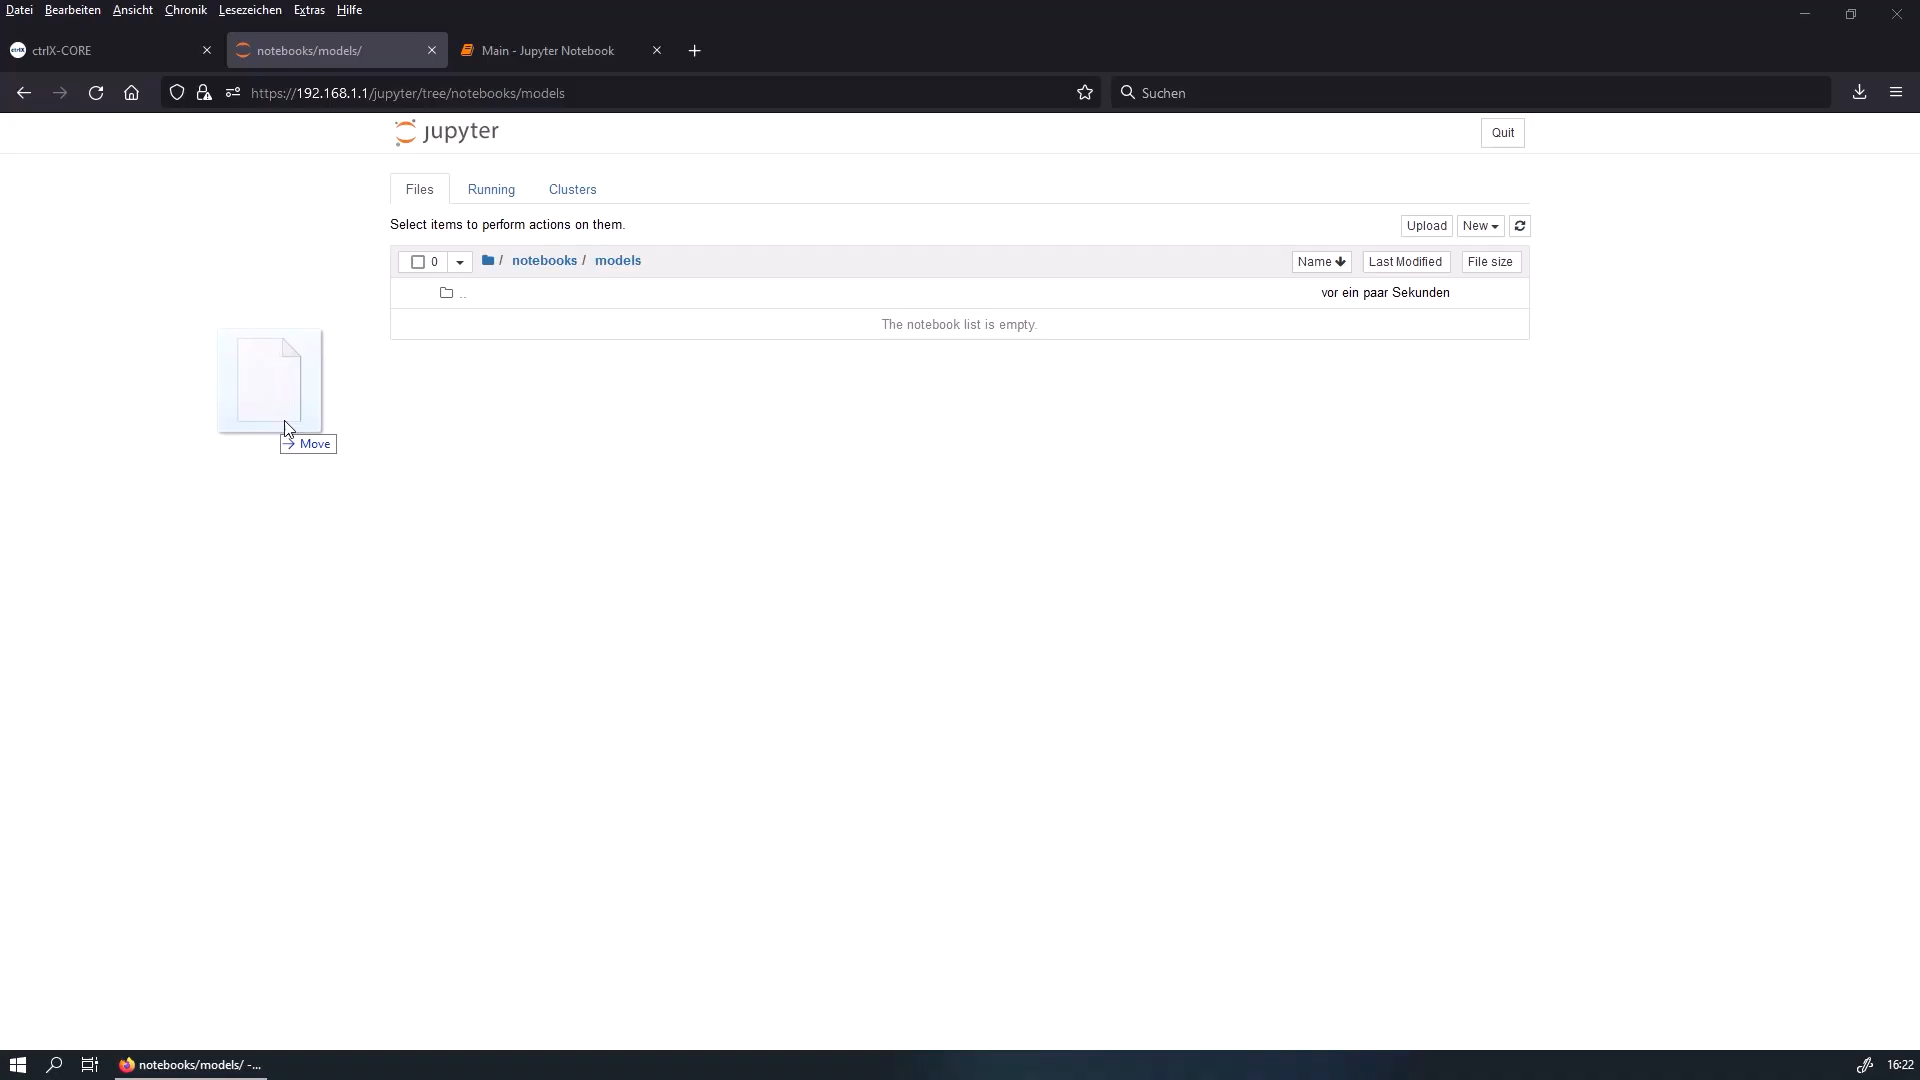 Datei Bearbeiten Ansicht Chronik Lesezeichen Extras Hilfe
ctrlX ctrlX-CORE notebooks/models/ Main - Jupyter Notebook
https://192.168.1.1/jupyter/tree/notebooks/models Suchen
jupyter Quit
Files Running Clusters
Select items to perform actions on them. Upload New
0 / notebooks / models Name Last Modified File size
.. vor ein paar Sekunden
The notebook list is empty.
Move
notebooks/models/ -... 16:22